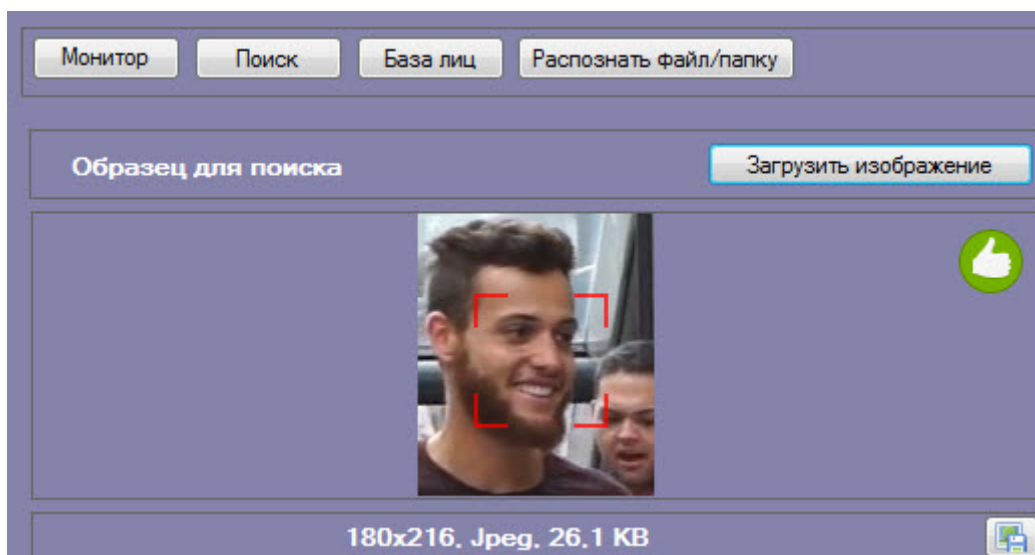 Монитор Поиск База лиц Распознать файл/папку
Образец для поиска Загрузить изображение
180x216, Jpeg, 26,1 KB